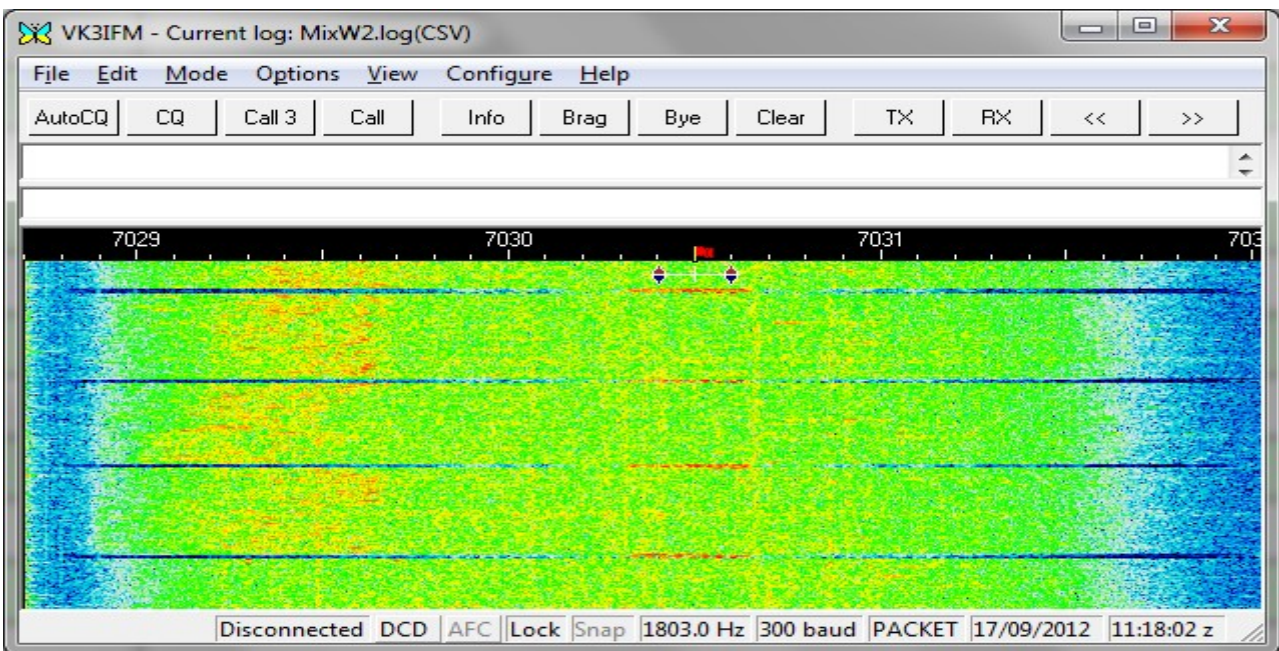 VK3IFM - Current log: MixW2.log(CSV)
File Edit Mode Options View Configure Help
AutoCQ CQ Call 3 Call Info Brag Bye Clear TX RX << >>
7029 7030 7031 703
Disconnected DCD AFC Lock Snap 1803.0 Hz 300 baud PACKET 17/09/2012 11:18:02 z